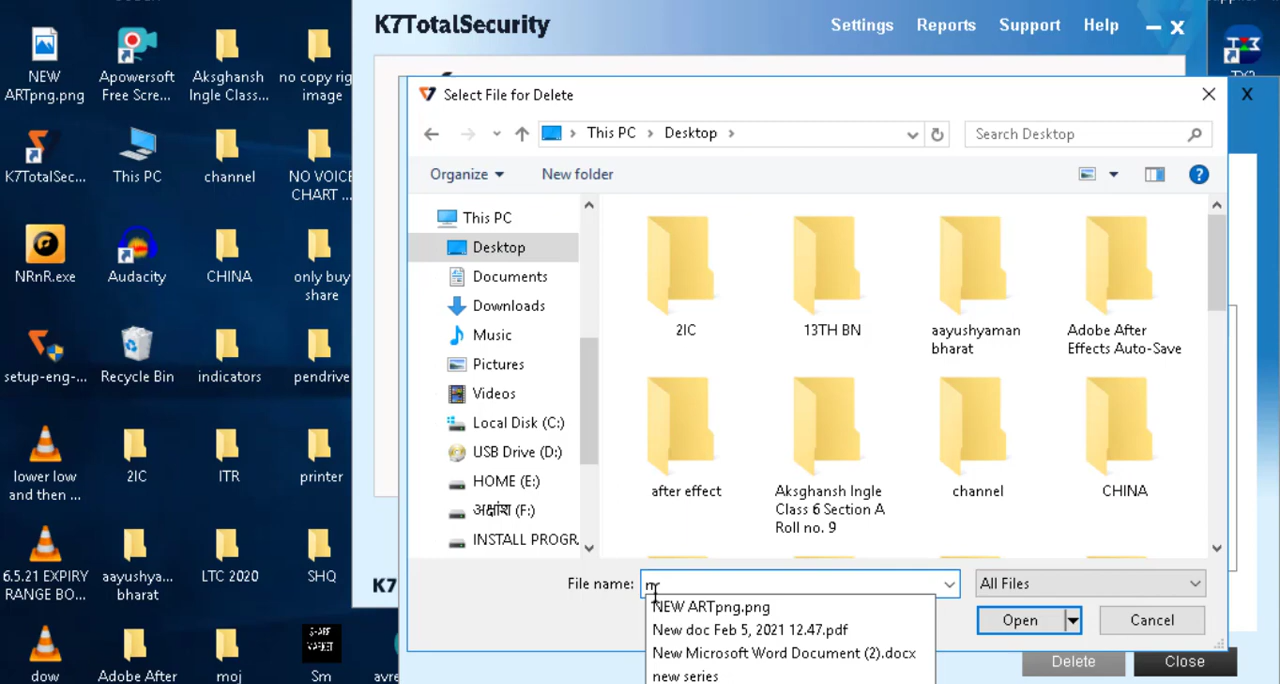 K7TotalSecurity
Settings
Reports
Support
Help
NEW
ARTpng.png
Apowersoft
Free Scre...
Aksghansh
Ingle Class...
no copy rig
image
K7TotalSec...
This PC
channel
NO VOICE
CHART ...
NRnR.exe
Audacity
CHINA
only buy
share
setup-eng-...
Recycle Bin
indicators
pendrive
lower low
and then ...
2IC
ITR
printer
6.5.21 EXPIRY
RANGE BO...
aayushya...
bharat
LTC 2020
SHQ
dow
Adobe After
moj
Sm
Select File for Delete
This PC
Desktop
Search Desktop
Organize
New folder
This PC
Desktop
Documents
Downloads
Music
Pictures
Videos
Local Disk (C:)
USB Drive (D:)
HOME (E:)
अक्षांश (F:)
INSTALL PROGR
2IC
13TH BN
aayushyaman
bharat
Adobe After
Effects Auto-Save
after effect
Aksghansh Ingle
Class 6 Section A
Roll no. 9
channel
CHINA
File name:
All Files
NEW ARTpng.png
New doc Feb 5, 2021 12.47.pdf
New Microsoft Word Document (2).docx
new series
Open
Cancel
K7
Delete
Close